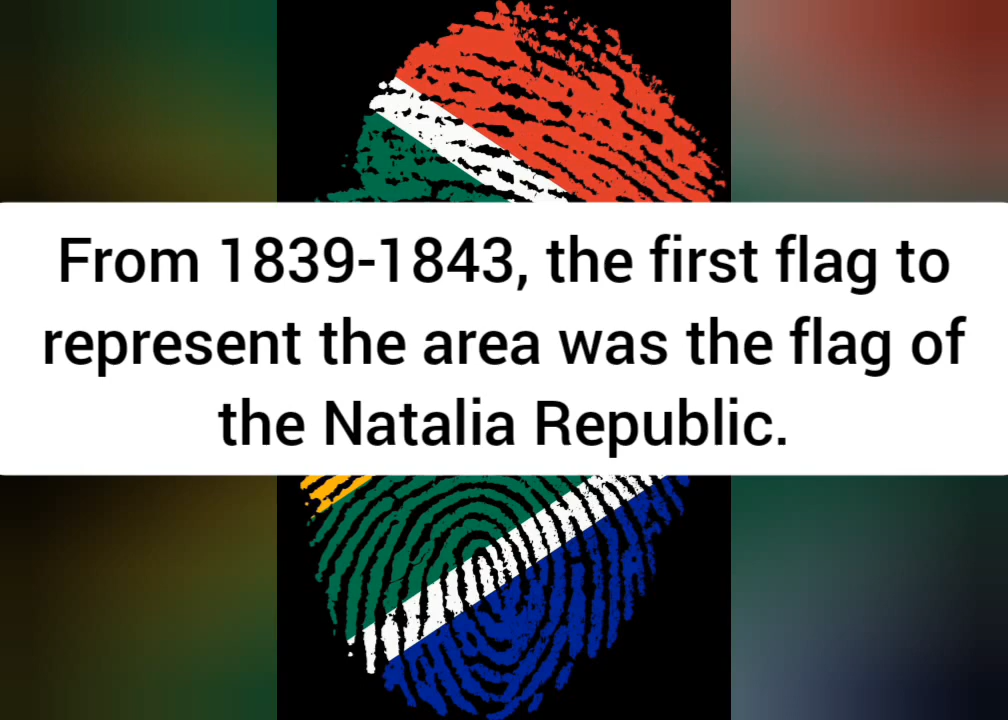 From 1839-1843, the first flag to
represent the area was the flag of
the Natalia Republic.